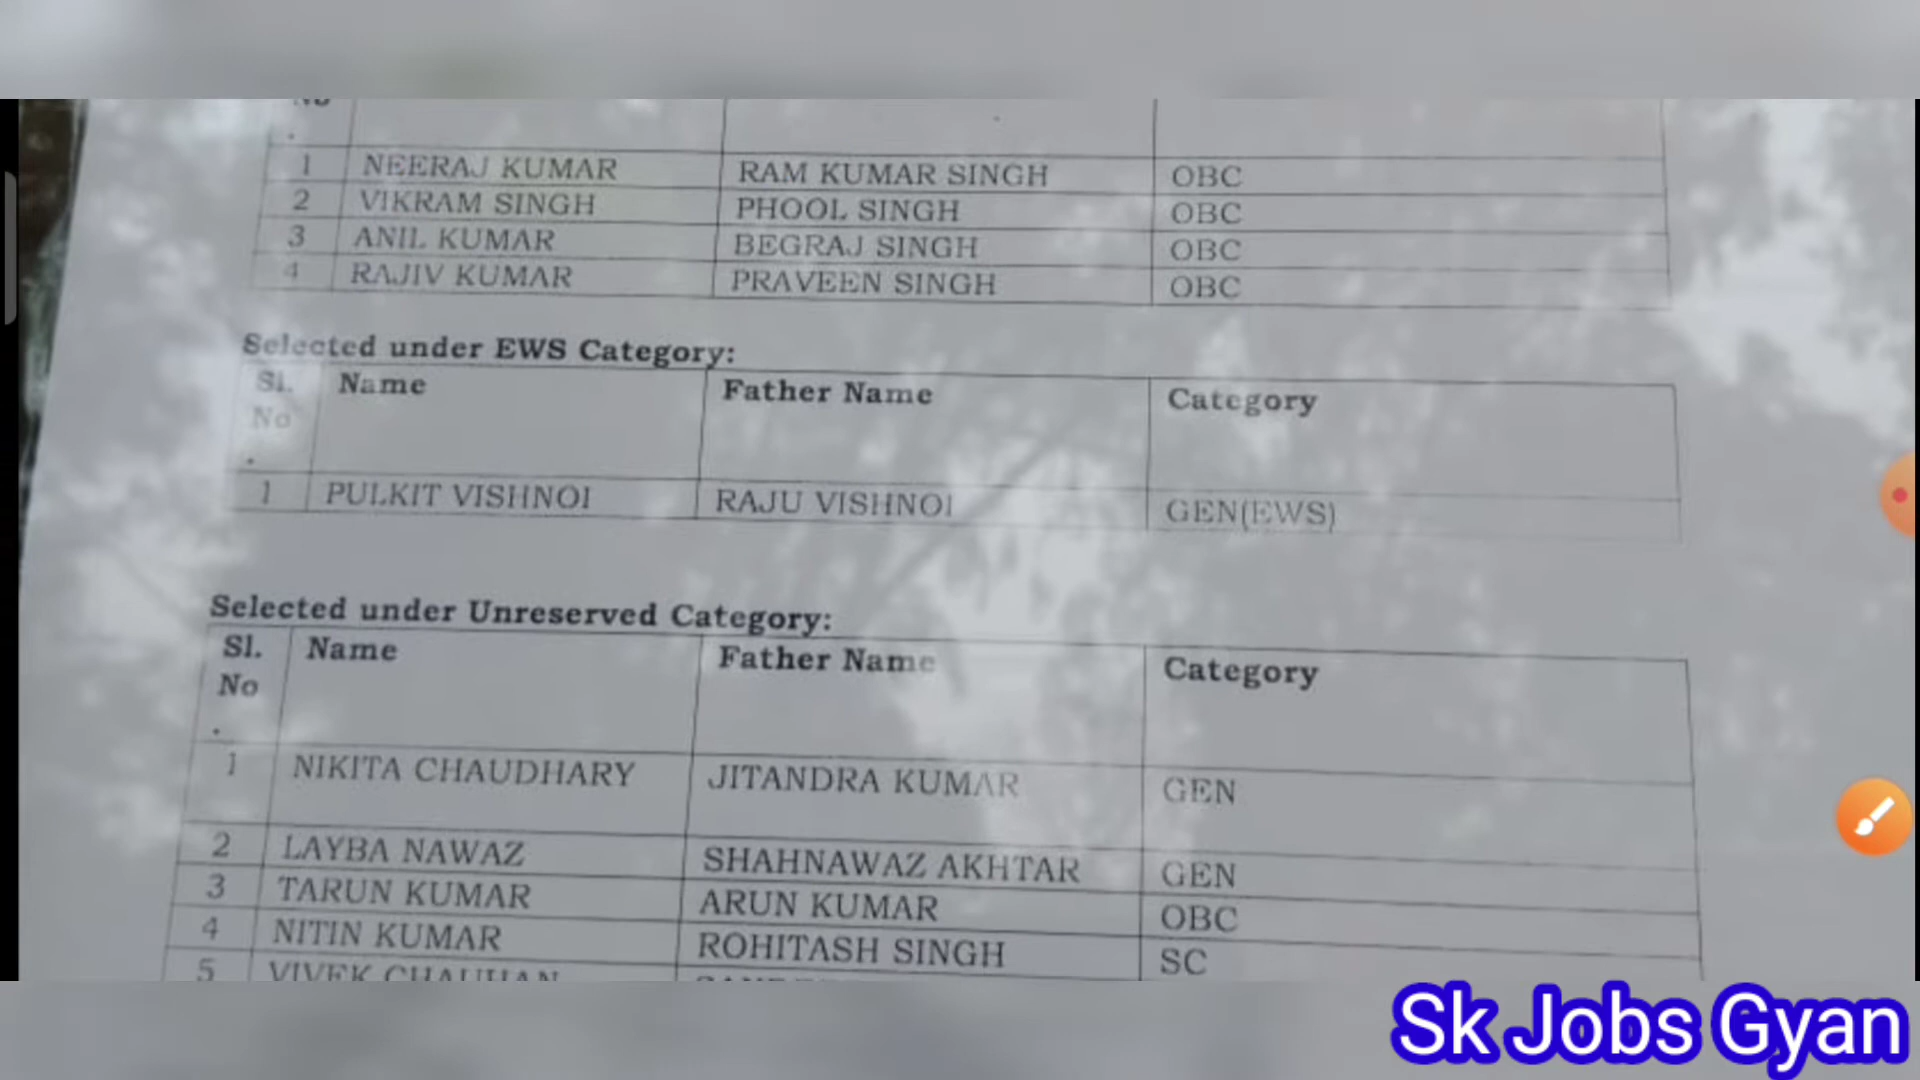 No
.
1 NEERAJ KUMAR RAM KUMAR SINGH OBC
2 VIKRAM SINGH PHOOL SINGH OBC
3 ANIL KUMAR BEGRAJ SINGH OBC
4 RAJIV KUMAR PRAVEEN SINGH OBC
Selected under EWS Category:
Sl. Name Father Name Category
No
.
1 PULKIT VISHNOI RAJU VISHNOI GEN(EWS)
Selected under Unreserved Category:
Sl. Name Father Name Category
No
.
1 NIKITA CHAUDHARY JITANDRA KUMAR GEN
2 LAYBA NAWAZ SHAHNAWAZ AKHTAR GEN
3 TARUN KUMAR ARUN KUMAR OBC
4 NITIN KUMAR ROHITASH SINGH SC
5 VIVEK CHAUHAN
Sk Jobs Gyan